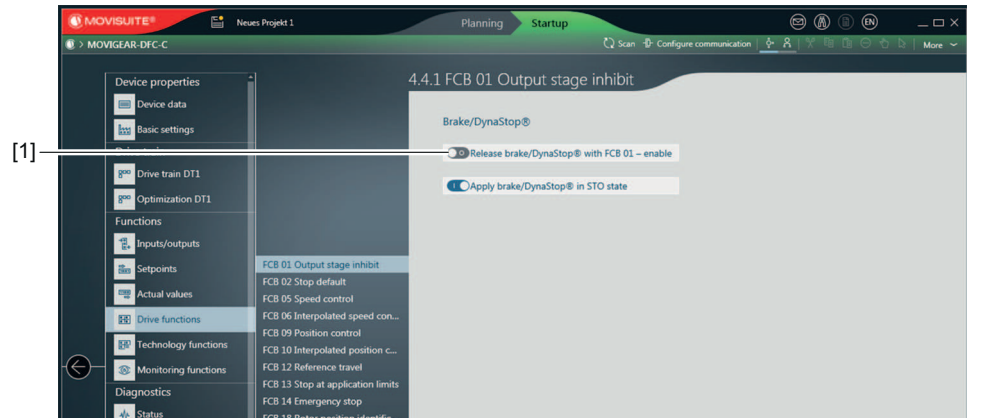 MOVISUITE®
Neues Projekt 1
Planning
Startup
EN
> MOVIGEAR-DFC-C
Scan
Configure communication
More
4.4.1 FCB 01 Output stage inhibit
Device properties
Device data
Basic settings
Drive train DT1
Optimization DT1
Functions
Inputs/outputs
Setpoints
Actual values
Drive functions
Technology functions
Monitoring functions
Diagnostics
Status
FCB 01 Output stage inhibit
FCB 02 Stop default
FCB 05 Speed control
FCB 06 Interpolated speed con...
FCB 09 Position control
FCB 10 Interpolated position c...
FCB 12 Reference travel
FCB 13 Stop at application limits
FCB 14 Emergency stop
FCB 18 Rotor position identific...
Brake/DynaStop®
[1]
Release brake/DynaStop® with FCB 01 – enable
Apply brake/DynaStop® in STO state